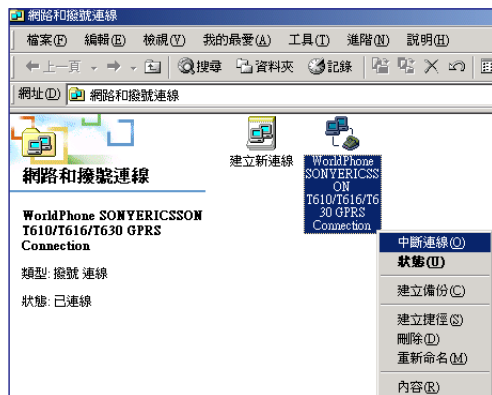 網路和撥號連線
檔案(F) 編輯(E) 檢視(V) 我的最愛(A) 工具(T) 進階(N) 說明(H)
上一頁 搜尋 資料夾 記錄
網址(D) 網路和撥號連線
網路和撥號連線
WorldPhone SONYERICSSON
T610/T616/T630 GPRS
Connection
類型: 撥號 連線
狀態: 已連線
建立新連線
WorldPhone
SONYERICSS
ON
T610/T616/T6
30 GPRS
Connection
中斷連線(O)
狀態(U)
建立備份(C)
建立捷徑(S)
刪除(D)
重新命名(M)
內容(R)